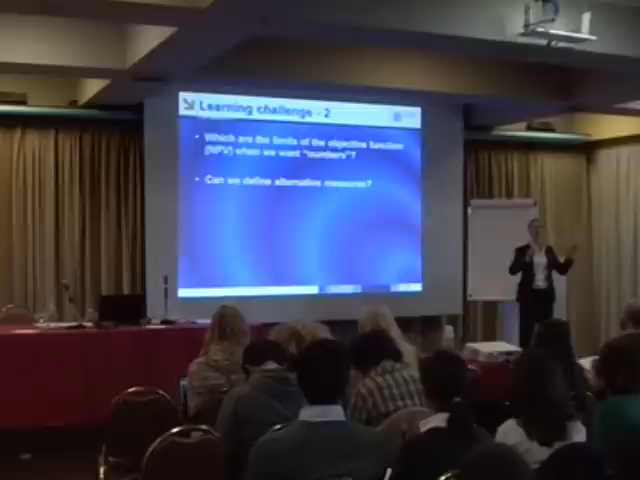 Learning challenge - 2
• Which are the limits of the objective function
(NPV) when we want "numbers"?
• Can we define alternative measures?